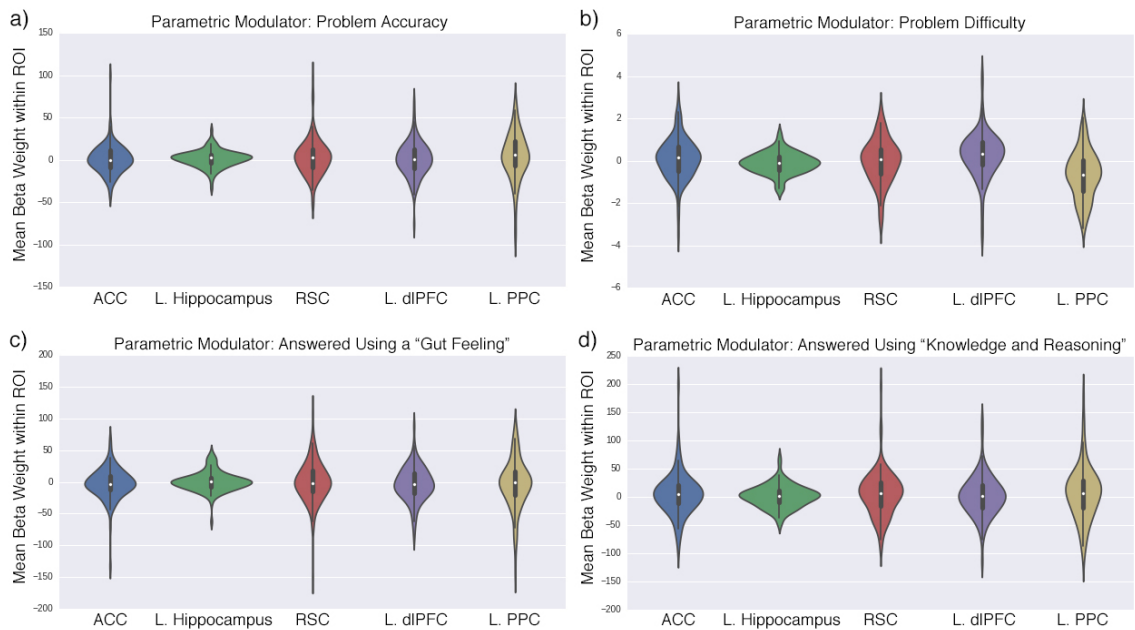 a)
Parametric Modulator: Problem Accuracy
Mean Beta Weight within ROI
150
100
50
0
−50
−100
−150
ACC L. Hippocampus RSC L. dlPFC L. PPC
b)
Parametric Modulator: Problem Difficulty
Mean Beta Weight within ROI
6
4
2
0
−2
−4
−6
ACC L. Hippocampus RSC L. dlPFC L. PPC
c)
Parametric Modulator: Answered Using a “Gut Feeling”
Mean Beta Weight within ROI
200
150
100
50
0
−50
−100
−150
−200
ACC L. Hippocampus RSC L. dlPFC L. PPC
d)
Parametric Modulator: Answered Using “Knowledge and Reasoning”
Mean Beta Weight within ROI
250
200
150
100
50
0
−50
−100
−150
−200
ACC L. Hippocampus RSC L. dlPFC L. PPC